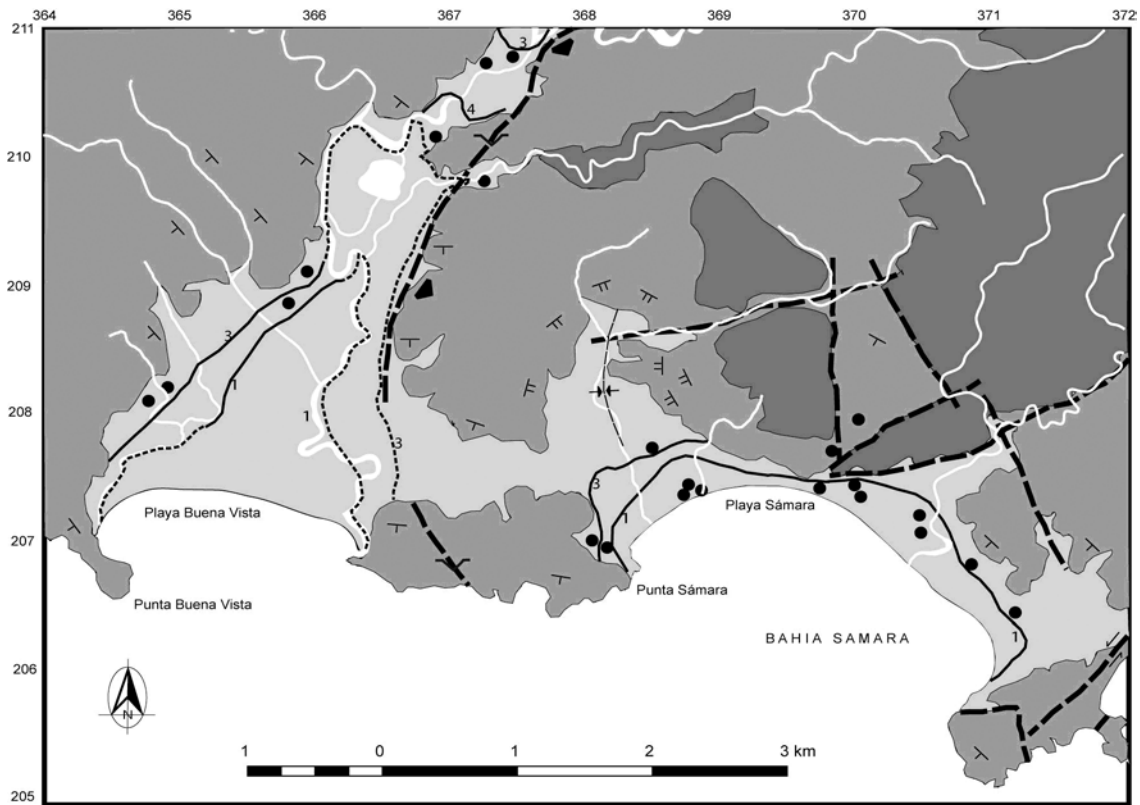 364 365 366 367 368 369 370 371 372
211
210
209
208
207
206
205
3
4
3
1
1
3
3
1
1
Playa Buena Vista
Playa Sámara
Punta Buena Vista
Punta Sámara
BAHIA SAMARA
N
1 0 1 2 3 km